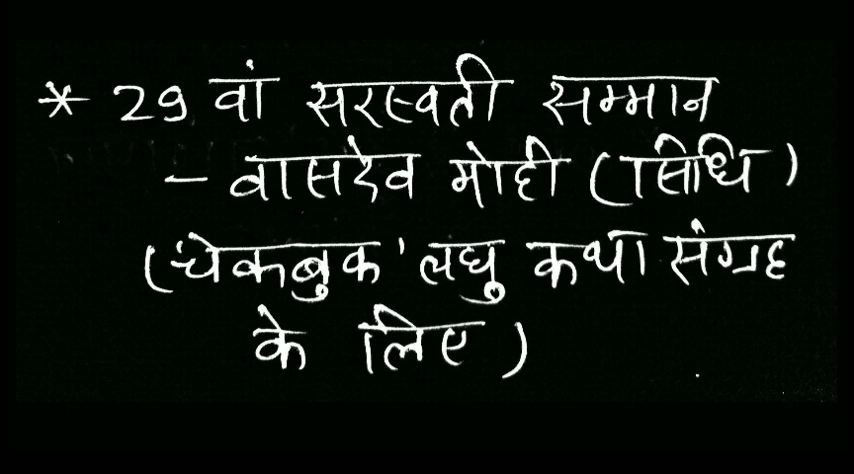 * 29 वां सरस्वती सम्मान
- वासदेव मोही (सिंधि)
('चेकबुक' लघु कथा संग्रह
के लिए)